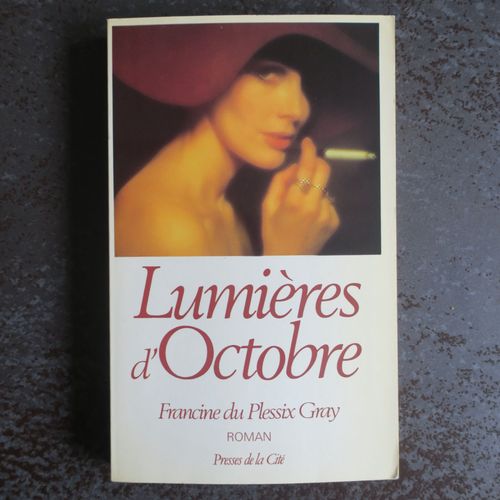 Lumières
d'Octobre
Francine du Plessix Gray
ROMAN
Presses de la Cité